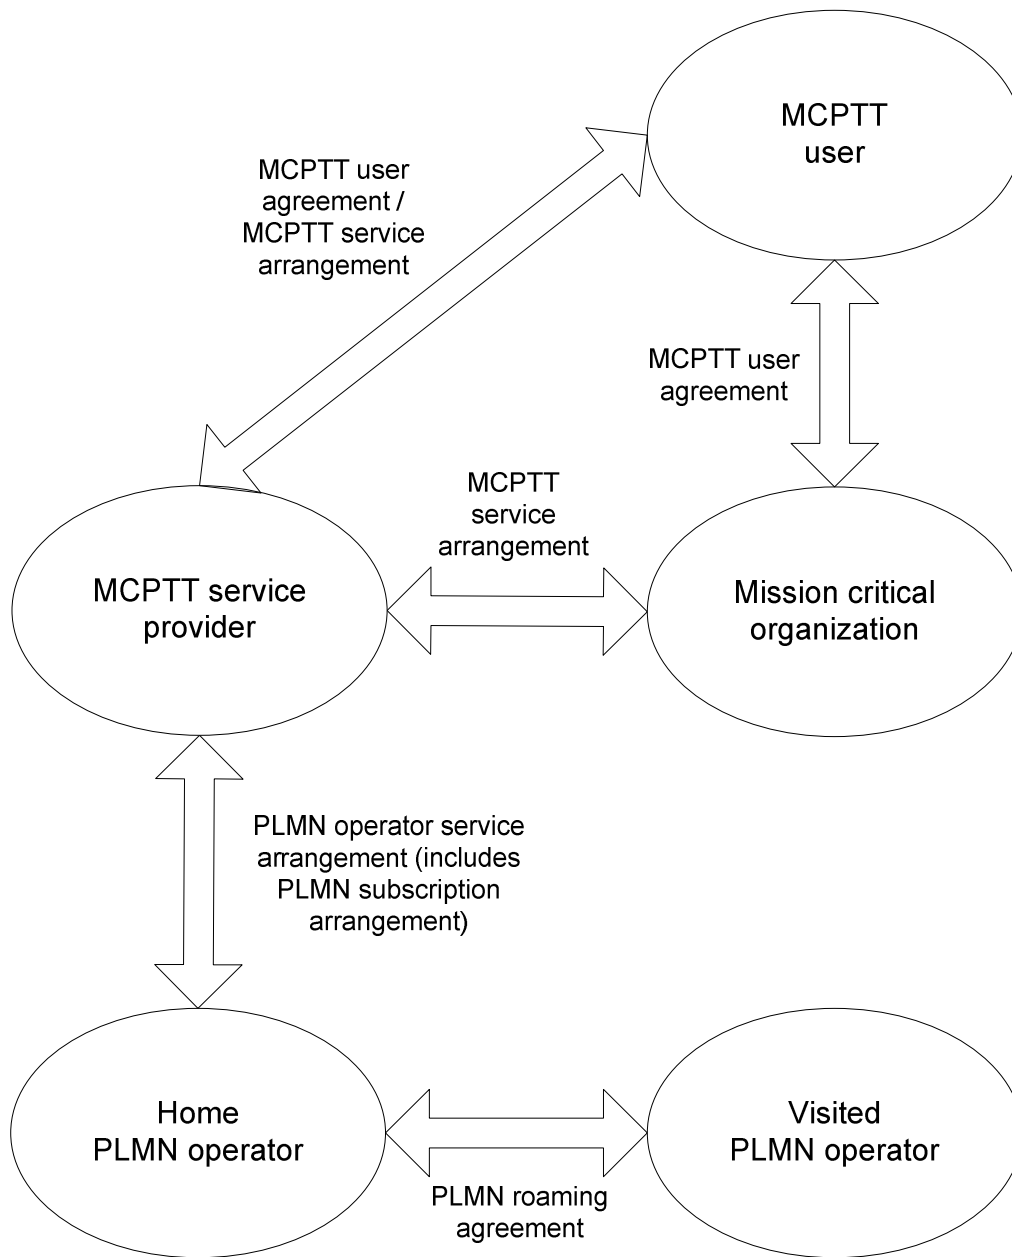 MCPTT
user
MCPTT user
agreement /
MCPTT service
arrangement
MCPTT user
agreement
MCPTT
service
arrangement
MCPTT service
provider
Mission critical
organization
PLMN operator service
arrangement (includes
PLMN subscription
arrangement)
Home
PLMN operator
Visited
PLMN operator
PLMN roaming
agreement